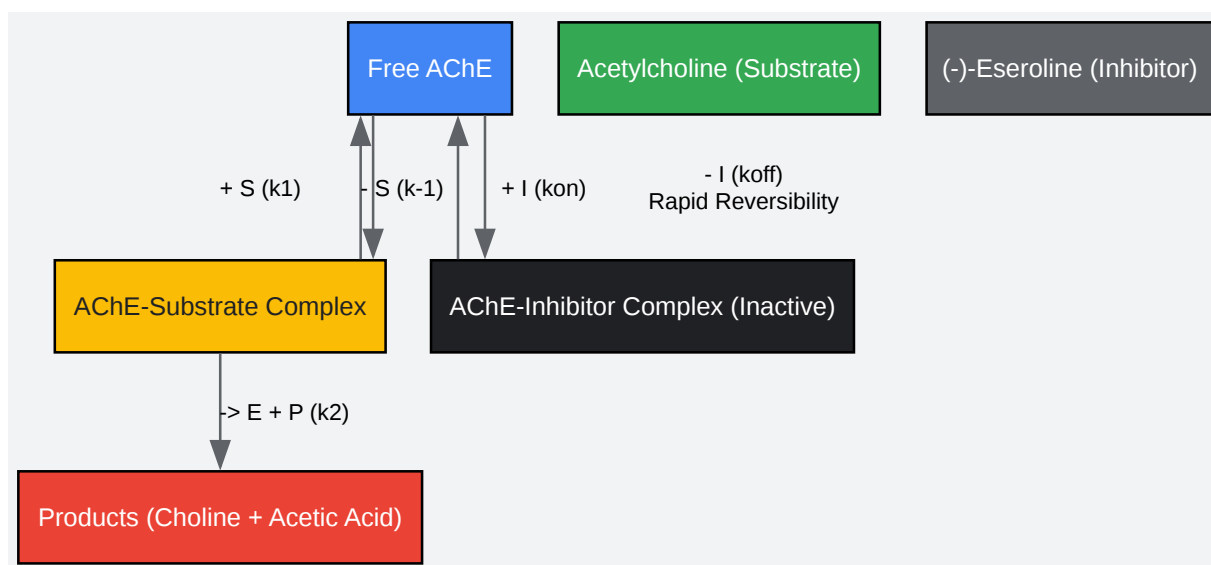 Free AChE
Acetylcholine (Substrate)
(-)-Eseroline (Inhibitor)
+ S (k1)
- S (k-1)
+ I (kon)
- I (koff)
Rapid Reversibility
AChE-Substrate Complex
AChE-Inhibitor Complex (Inactive)
-> E + P (k2)
Products (Choline + Acetic Acid)